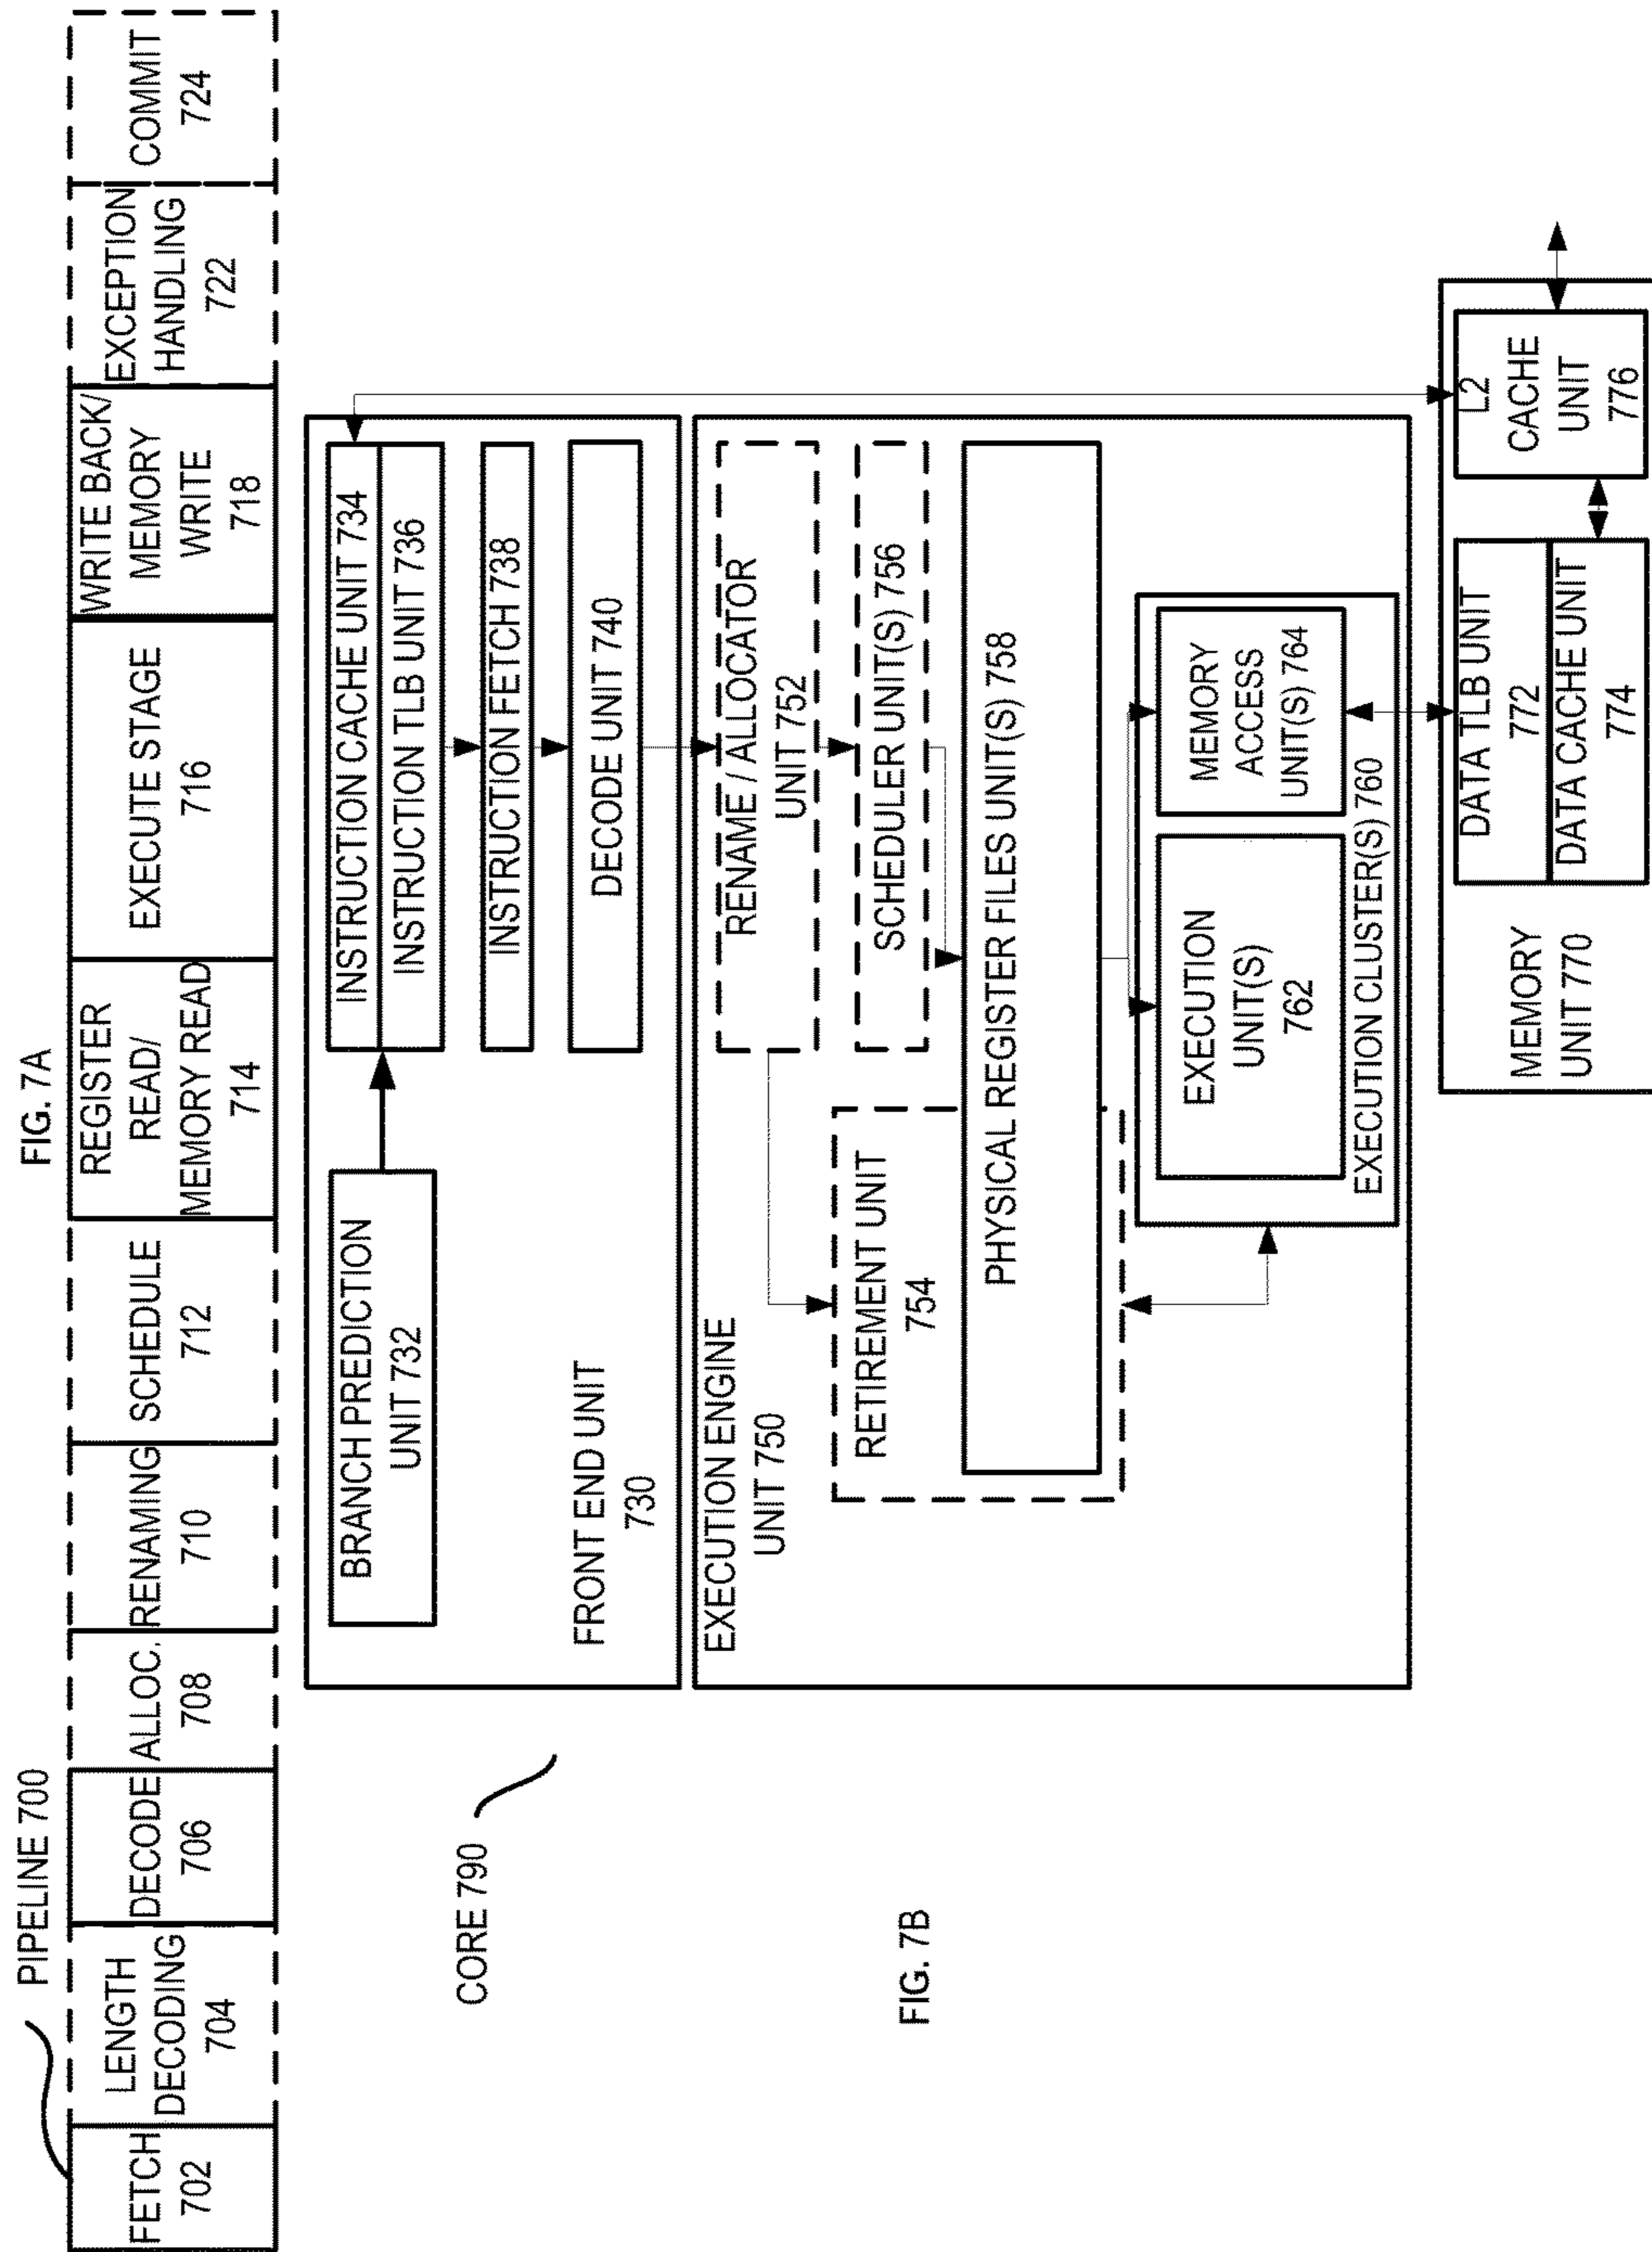 FIG. 7A
PIPELINE 700
FETCH
702
LENGTH
DECODING
704
DECODE
706
ALLOC.
708
RENAMING
710
SCHEDULE
712
REGISTER
READ/
MEMORY READ
714
EXECUTE STAGE
716
WRITE BACK/
MEMORY
WRITE
718
EXCEPTION
HANDLING
722
COMMIT
724
CORE 790
FIG. 7B
BRANCH PREDICTION
UNIT 732
INSTRUCTION CACHE UNIT 734
INSTRUCTION TLB UNIT 736
INSTRUCTION FETCH 738
DECODE UNIT 740
FRONT END UNIT
730
EXECUTION ENGINE
UNIT 750
RENAME / ALLOCATOR
UNIT 752
RETIREMENT UNIT
754
SCHEDULER UNIT(S) 756
PHYSICAL REGISTER FILES UNIT(S) 758
EXECUTION
UNIT(S)
762
MEMORY
ACCESS
UNIT(S) 764
EXECUTION CLUSTER(S) 760
MEMORY
UNIT 770
DATA TLB UNIT
772
DATA CACHE UNIT
774
L2
CACHE
UNIT
776